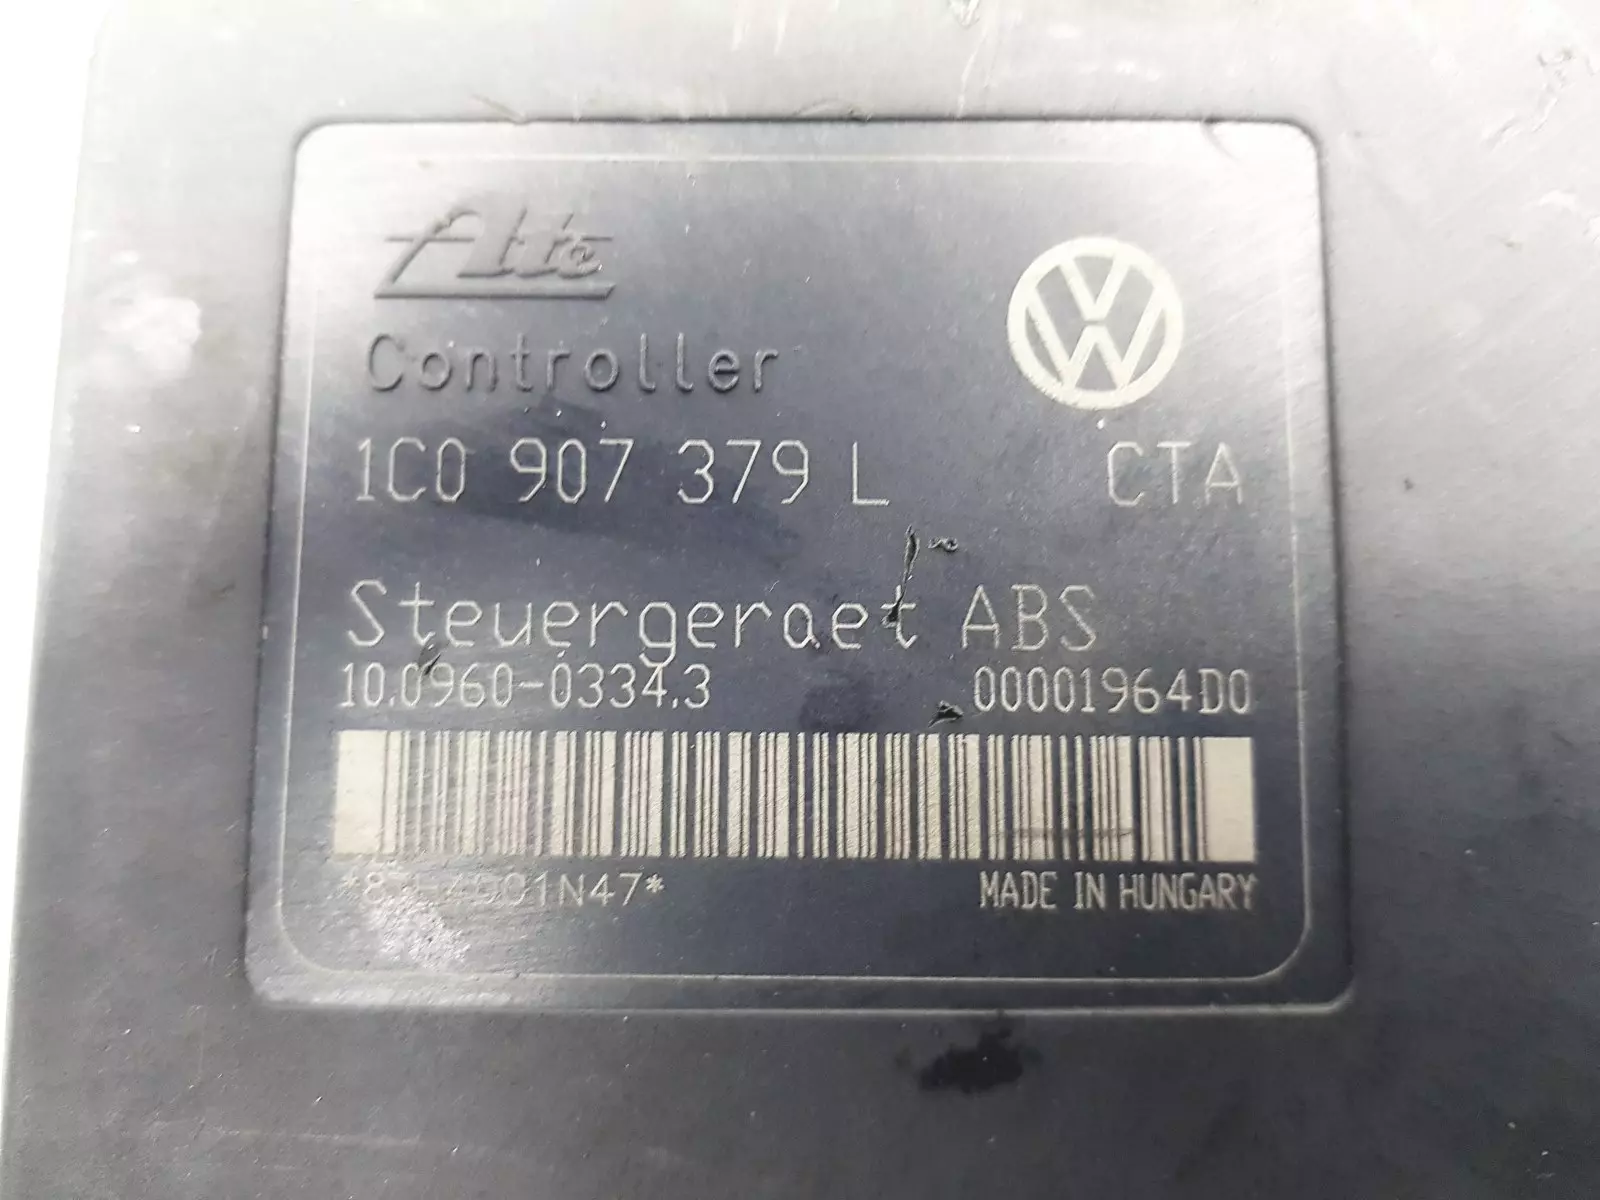 Ate
Controller
1C0 907 379 L CTA
Steuergeraet ABS
10.0960-0334.3 00001964D0
MADE IN HUNGARY